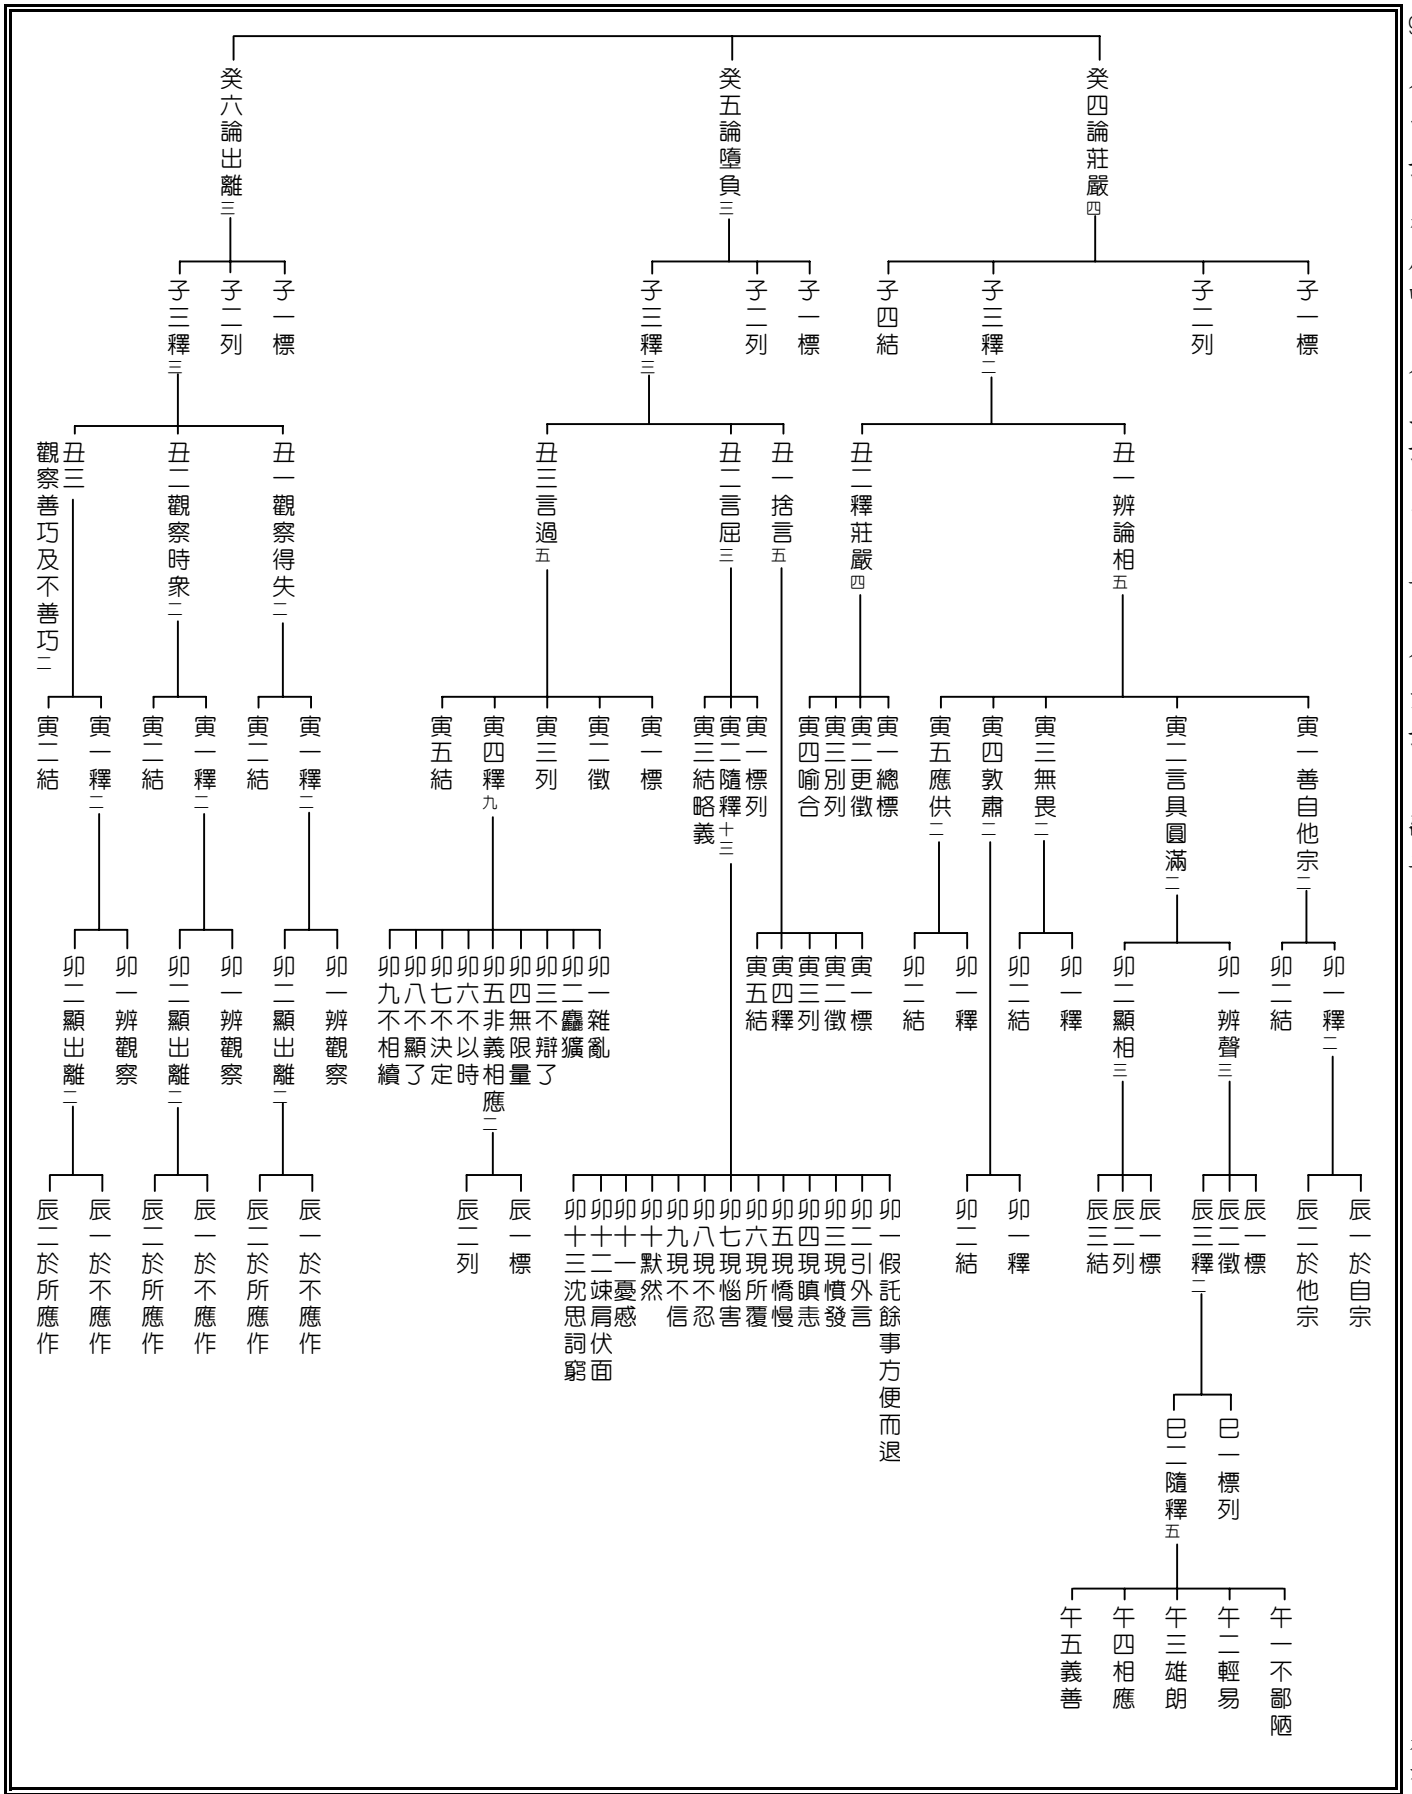 癸四論莊嚴四
癸五論墮負三
癸六論出離三
子一標
子二列
子三釋二
子四結
子一標
子二列
子三釋三
子一標
子二列
子三釋三
丑一辨論相五
丑二釋莊嚴四
丑一捨言五
丑二言屈三
丑三言過五
丑一觀察得失二
丑二觀察時衆二
丑三
觀察善巧及不善巧二
寅一善自他宗二
寅二言具圓滿二
寅三無畏二
寅四敦肅二
寅五應供二
寅一總標
寅二更徵
寅三別列
寅四喻合
寅一標列
寅二隨釋十三
寅三結略義
寅一標
寅二徵
寅三列
寅四釋九
寅五結
寅一釋二
寅二結
寅一釋二
寅二結
寅一釋二
寅二結
卯一釋二
卯二結
卯一辨聲三
卯二顯相三
卯一釋
卯二結
卯一釋
卯二結
寅一標
寅二徵
寅三列
寅四釋
寅五結
卯一雜亂
卯二麤獷
卯三不辯了
卯四無限量
卯五非義相應二
卯六不以時
卯七不決定
卯八不顯了
卯九不相續
卯一辨觀察
卯二顯出離二
卯一辨觀察
卯二顯出離二
卯一辨觀察
卯二顯出離二
辰一於自宗
辰二於他宗
辰一標
辰二徵
辰三釋二
辰一標
辰二列
辰三結
卯一釋
卯二結
卯一假託餘事方便而退
卯二引外言
卯三現憤發
卯四現瞋恚
卯五現憍慢
卯六現所覆
卯七現惱害
卯八現不忍
卯九現不信
卯十默然
卯十一憂慼
卯十二竦肩伏面
卯十三沈思詞窮
辰一標
辰二列
辰一於不應作
辰二於所應作
辰一於不應作
辰二於所應作
辰一於不應作
辰二於所應作
巳一標列
巳二隨釋五
午一不鄙陋
午二輕易
午三雄朗
午四相應
午五義善